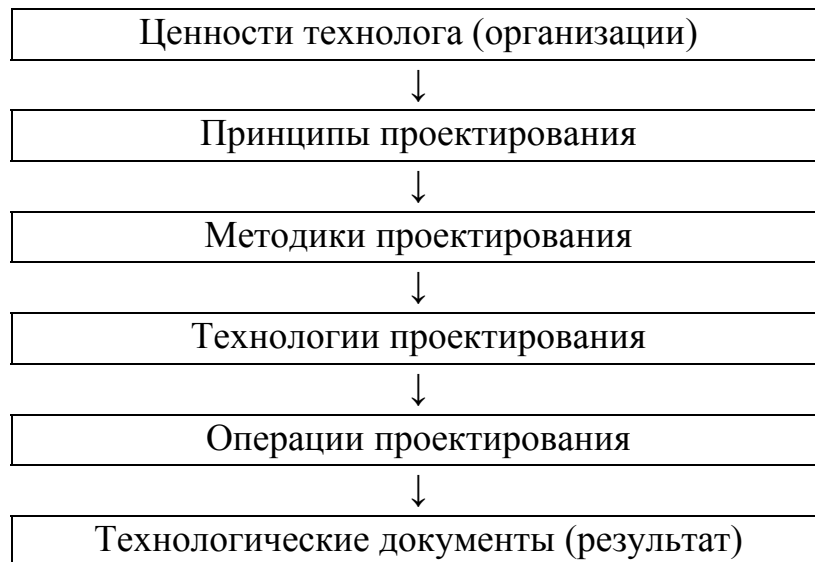 Ценности технолога (организации)
↓
Принципы проектирования
↓
Методики проектирования
↓
Технологии проектирования
↓
Операции проектирования
↓
Технологические документы (результат)